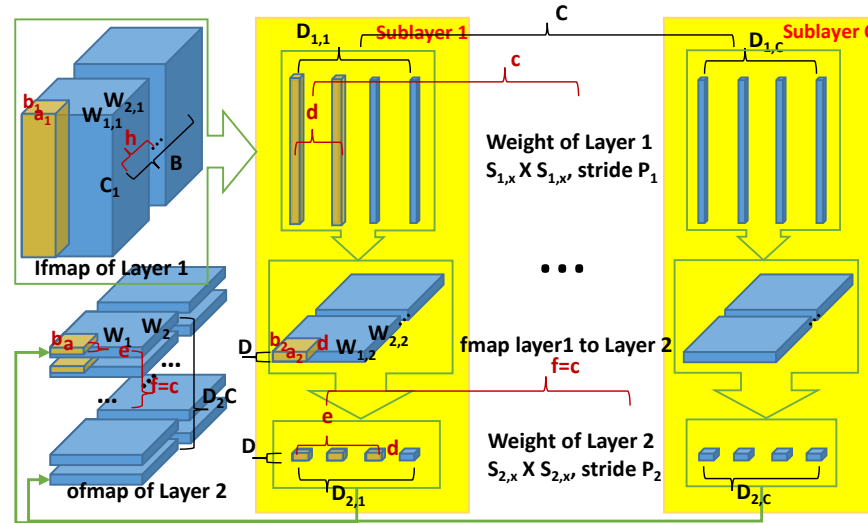 Sublayer 1
C
Sublayer C
D1,1
D1,C
c
b1
a1
W2,1
W1,1
d
h
...
B
C1
Weight of Layer 1
S1,x X S1,x, stride P1
Ifmap of Layer 1
...
ba
W1
W2
e
...
f=c
...
D2C
D
b2
a2
d
W1,2
W2,2
...
fmap layer1 to Layer 2
f=c
e
D
d
Weight of Layer 2
S2,x X S2,x, stride P2
D2,1
D2,C
ofmap of Layer 2